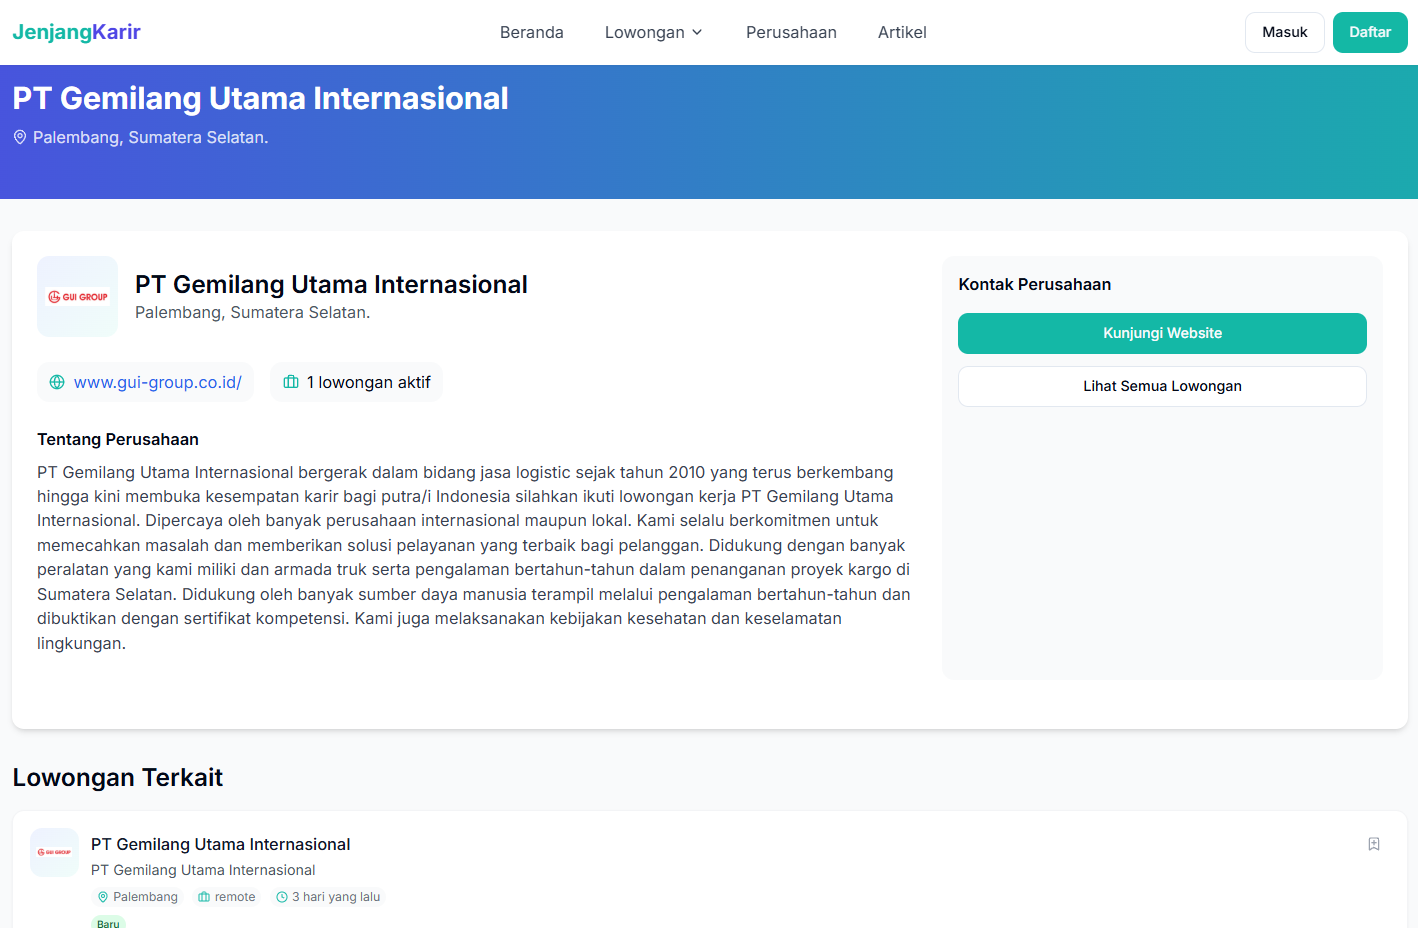 JenjangKarir
Beranda
Lowongan
Perusahaan
Artikel
Masuk
Daftar
PT Gemilang Utama Internasional
Palembang, Sumatera Selatan.
GUI GROUP
PT Gemilang Utama Internasional
Palembang, Sumatera Selatan.
www.gui-group.co.id/
1 lowongan aktif
Tentang Perusahaan
PT Gemilang Utama Internasional bergerak dalam bidang jasa logistic sejak tahun 2010 yang terus berkembang
hingga kini membuka kesempatan karir bagi putra/i Indonesia silahkan ikuti lowongan kerja PT Gemilang Utama
Internasional. Dipercaya oleh banyak perusahaan internasional maupun lokal. Kami selalu berkomitmen untuk
memecahkan masalah dan memberikan solusi pelayanan yang terbaik bagi pelanggan. Didukung dengan banyak
peralatan yang kami miliki dan armada truk serta pengalaman bertahun-tahun dalam penanganan proyek kargo di
Sumatera Selatan. Didukung oleh banyak sumber daya manusia terampil melalui pengalaman bertahun-tahun dan
dibuktikan dengan sertifikat kompetensi. Kami juga melaksanakan kebijakan kesehatan dan keselamatan
lingkungan.
Kontak Perusahaan
Kunjungi Website
Lihat Semua Lowongan
Lowongan Terkait
GUI GROUP
PT Gemilang Utama Internasional
PT Gemilang Utama Internasional
Palembang
remote
3 hari yang lalu
Baru